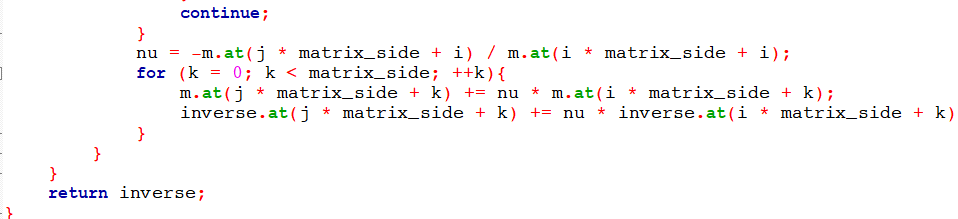 continue;
}
nu = -m.at(j * matrix_side + i) / m.at(i * matrix_side + i);
for (k = 0; k < matrix_side; ++k){
m.at(j * matrix_side + k) += nu * m.at(i * matrix_side + k);
inverse.at(j * matrix_side + k) += nu * inverse.at(i * matrix_side + k)
}
}
}
return inverse;
}